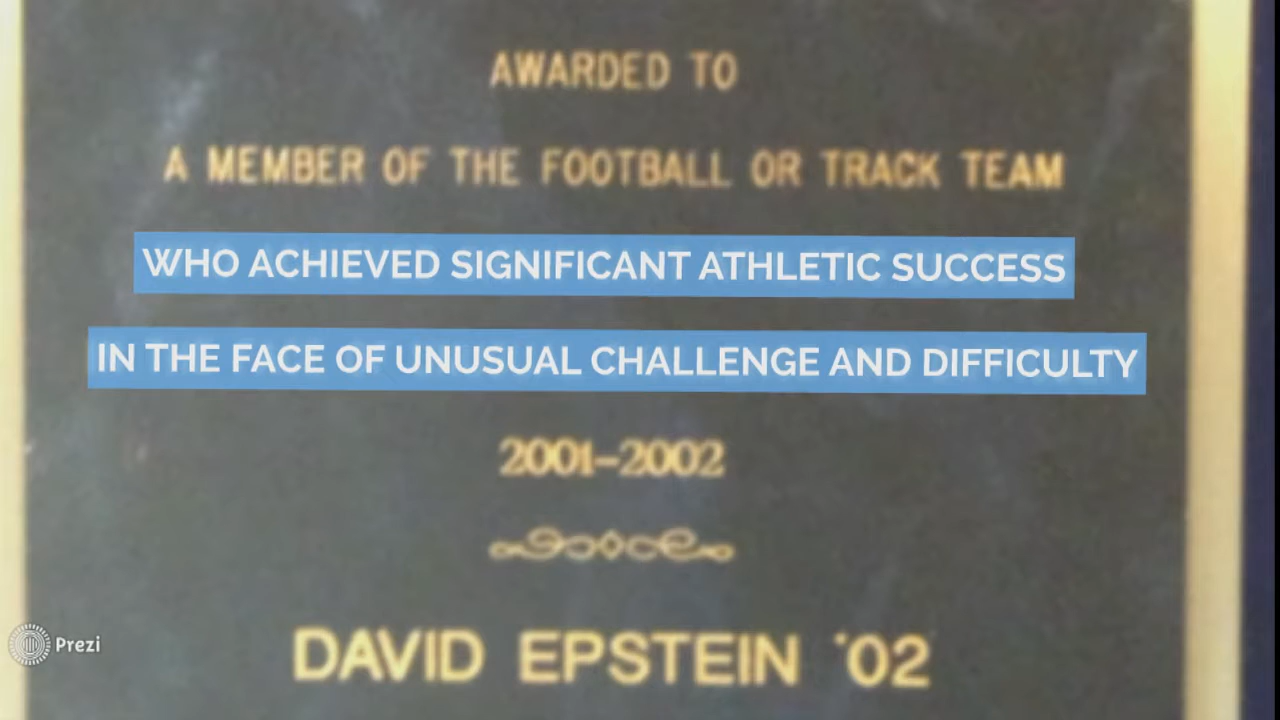 AWARDED TO
A MEMBER OF THE FOOTBALL OR TRACK TEAM
WHO ACHIEVED SIGNIFICANT ATHLETIC SUCCESS
IN THE FACE OF UNUSUAL CHALLENGE AND DIFFICULTY
2001–2002
DAVID EPSTEIN '02
Prezi